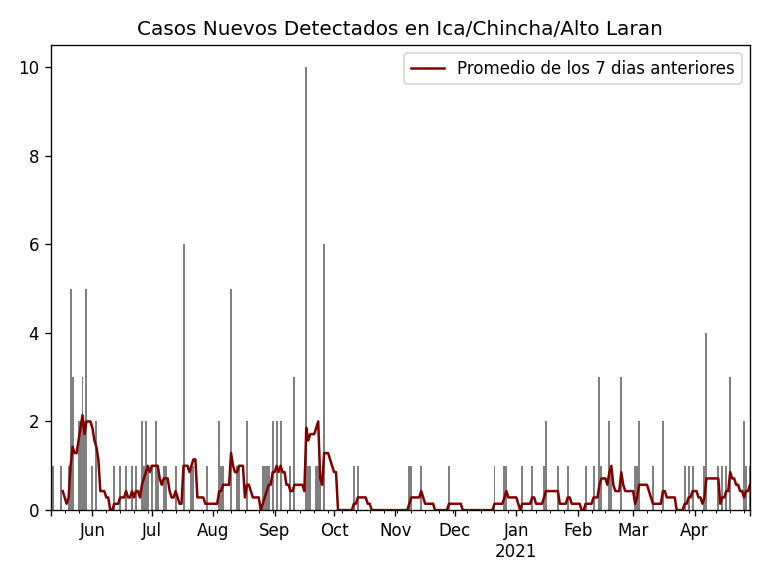 Casos Nuevos Detectados en Ica/Chincha/Alto Laran
Promedio de los 7 dias anteriores
10
8
6
4
2
0
Jun Jul Aug Sep Oct Nov Dec Jan Feb Mar Apr
2021